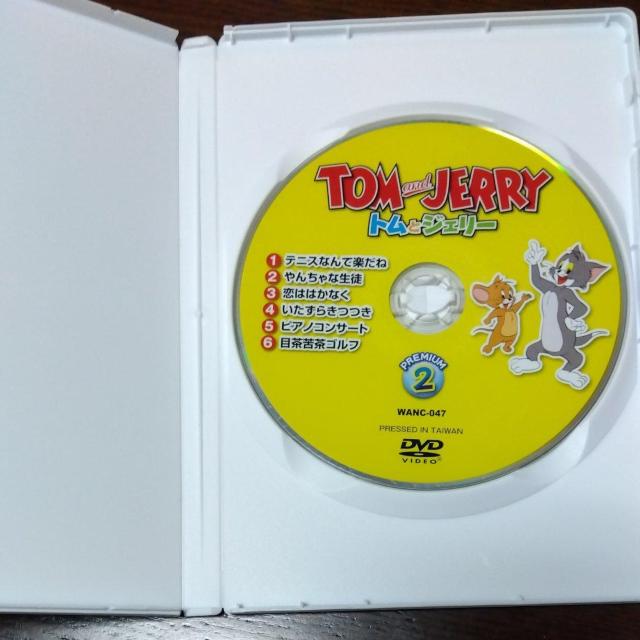 TOM and JERRY
トムとジェリー
1 テニスなんて楽だね
2 やんちゃな生徒
3 恋ははかなく
4 いたずらきつつき
5 ピアノコンサート
6 目茶苦茶ゴルフ
PREMIUM
2
WANC-047
PRESSED IN TAIWAN
DVD
VIDEO